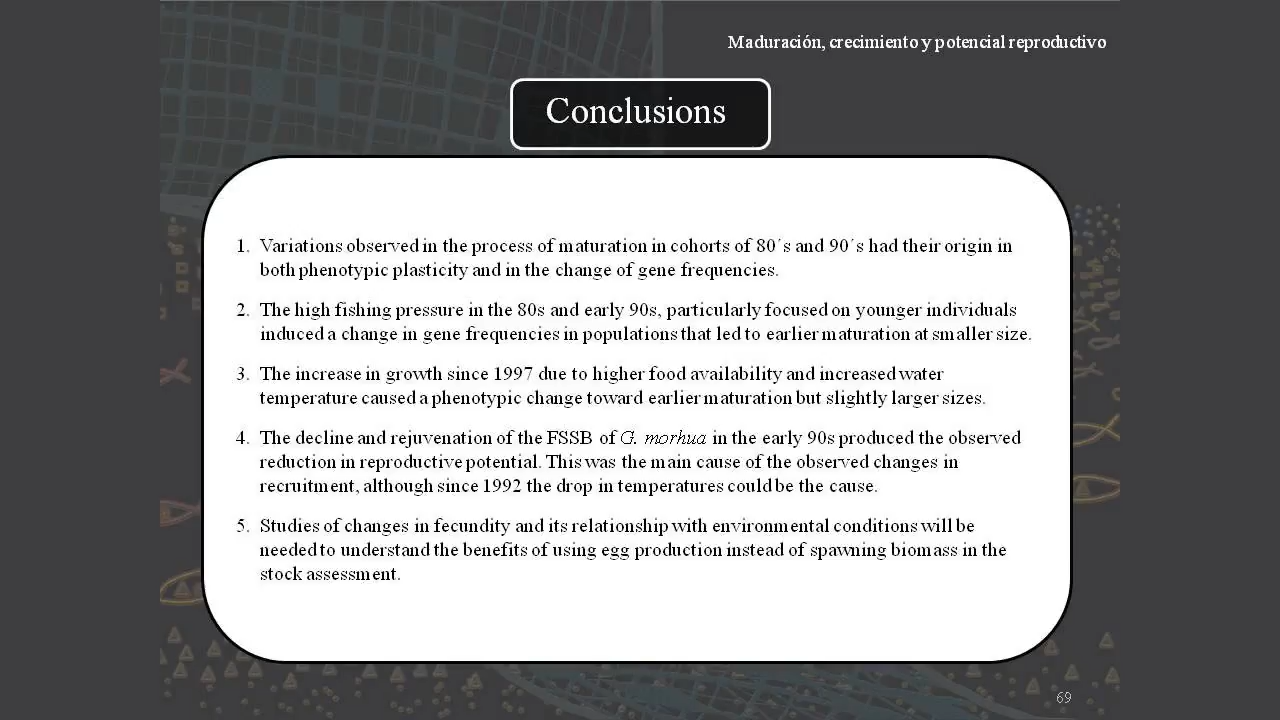 Maduración, crecimiento y potencial reproductivo
Conclusions
1. Variations observed in the process of maturation in cohorts of 80´s and 90´s had their origin in
both phenotypic plasticity and in the change of gene frequencies.
2. The high fishing pressure in the 80s and early 90s, particularly focused on younger individuals
induced a change in gene frequencies in populations that led to earlier maturation at smaller size.
3. The increase in growth since 1997 due to higher food availability and increased water
temperature caused a phenotypic change toward earlier maturation but slightly larger sizes.
4. The decline and rejuvenation of the FSSB of G. morhua in the early 90s produced the observed
reduction in reproductive potential. This was the main cause of the observed changes in
recruitment, although since 1992 the drop in temperatures could be the cause.
5. Studies of changes in fecundity and its relationship with environmental conditions will be
needed to understand the benefits of using egg production instead of spawning biomass in the
stock assessment.
69